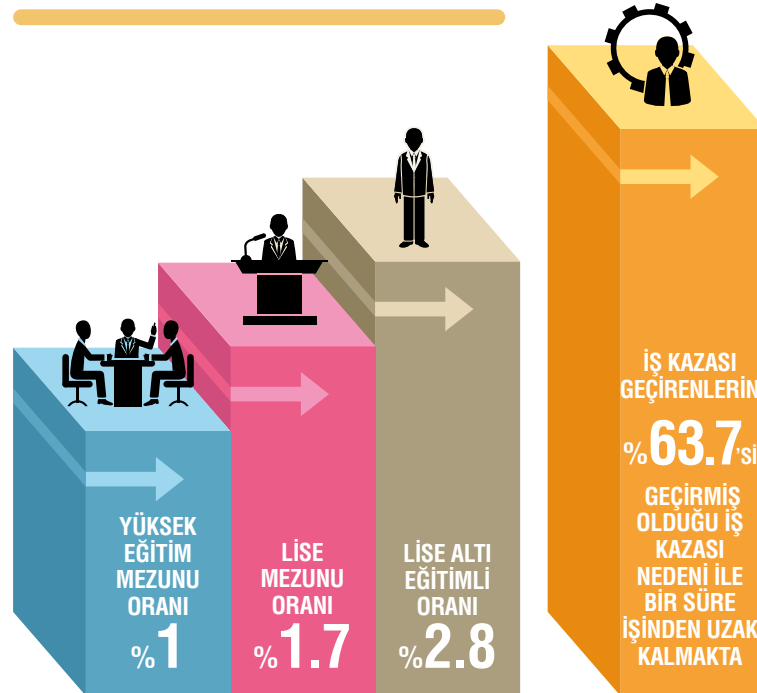 YÜKSEK
EĞİTİM
MEZUNU
ORANI
%1
LİSE
MEZUNU
ORANI
%1.7
LİSE ALTI
EĞİTİMLİ
ORANI
%2.8
İŞ KAZASI
GEÇİRENLERİN
%63.7'Sİ
GEÇİRMİŞ
OLDUĞU İŞ
KAZASI
NEDENİ İLE
BİR SÜRE
İŞİNDEN UZAK
KALMAKTA